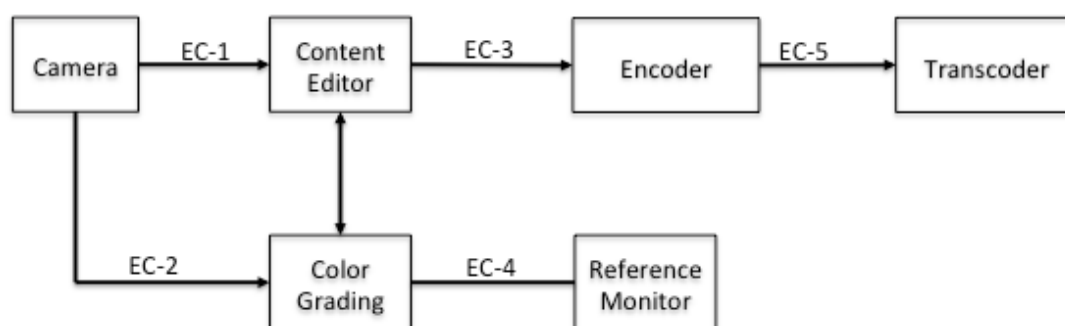 Camera
EC-1
Content
Editor
EC-3
Encoder
EC-5
Transcoder
EC-2
Color
Grading
EC-4
Reference
Monitor